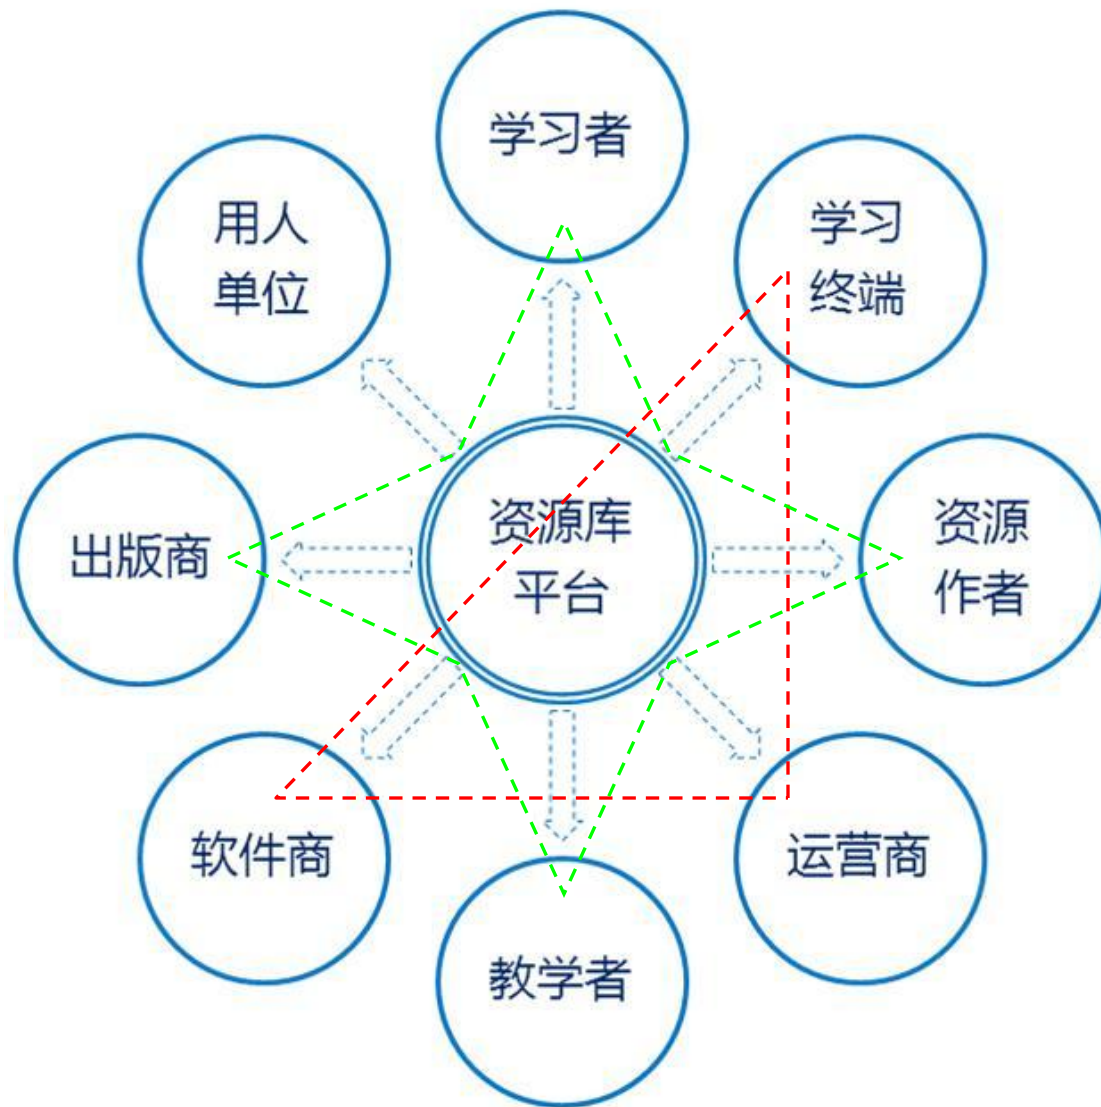 学习者
用人
单位
学习
终端
出版商
资源库
平台
资源
作者
软件商
运营商
教学者